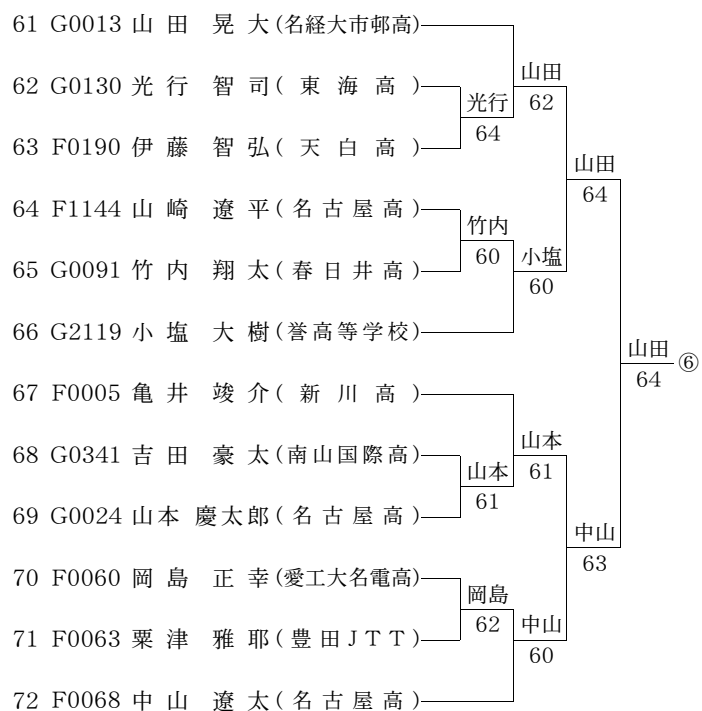 61 G0013 山田 晃大(名経大市邨高)
山田
62 G0130 光行 智司(東海高)
62
光行
64
63 F0190 伊藤 智弘(天白高)
山田
64
64 F1144 山崎 遼平(名古屋高)
竹内
60
小塩
65 G0091 竹内 翔太(春日井高)
60
66 G2119 小塩 大樹(誉高等学校)
山田 ⑥
64
67 F0005 亀井 竣介(新川高)
山本
68 G0341 吉田 豪太(南山国際高)
61
山本
61
69 G0024 山本 慶太郎(名古屋高)
中山
63
70 F0060 岡島 正幸(愛工大名電高)
岡島
62
中山
71 F0063 粟津 雅耶(豊田JTT)
60
72 F0068 中山 遼太(名古屋高)